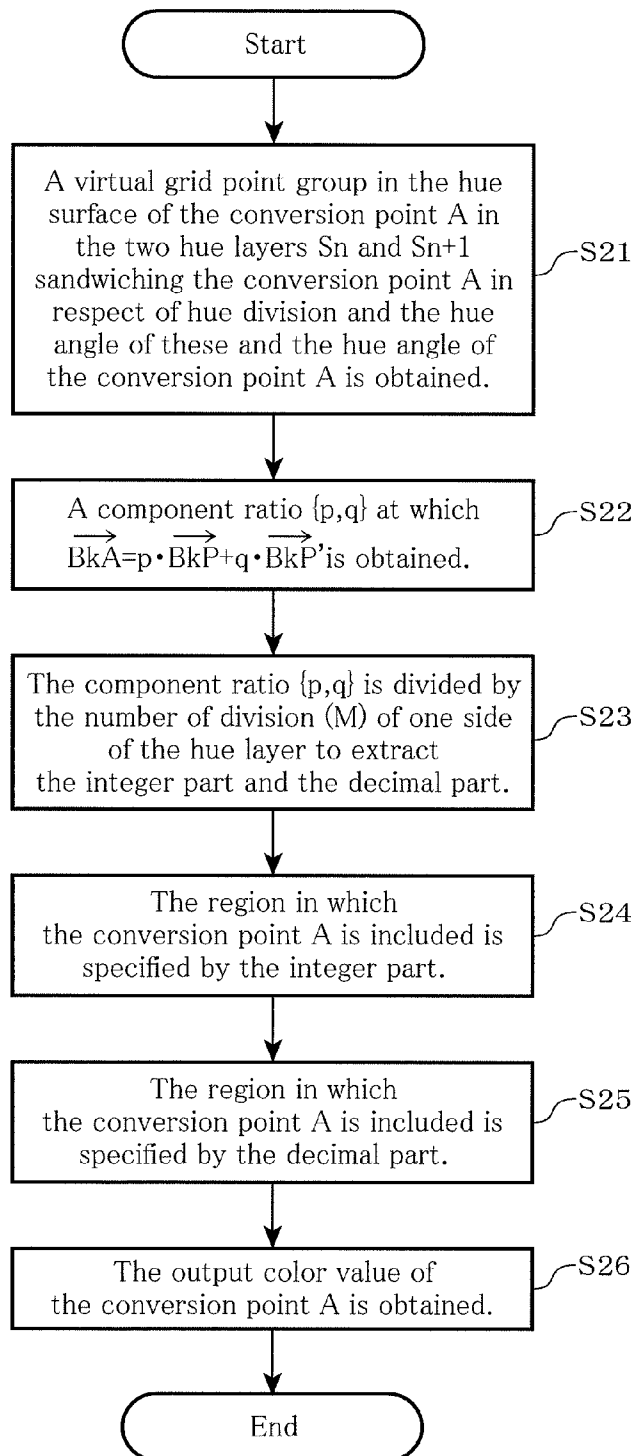 Start
A virtual grid point group in the hue
surface of the conversion point A in
the two hue layers Sn and Sn+1
sandwiching the conversion point A in
respect of hue division and the hue
angle of these and the hue angle of
the conversion point A is obtained.
S21
A component ratio {p,q} at which
BkA=p•BkP+q•BkP’is obtained.
S22
The component ratio {p,q} is divided by
the number of division (M) of one side
of the hue layer to extract
the integer part and the decimal part.
S23
The region in which
the conversion point A is included is
specified by the integer part.
S24
The region in which
the conversion point A is included is
specified by the decimal part.
S25
The output color value of
the conversion point A is obtained.
S26
End